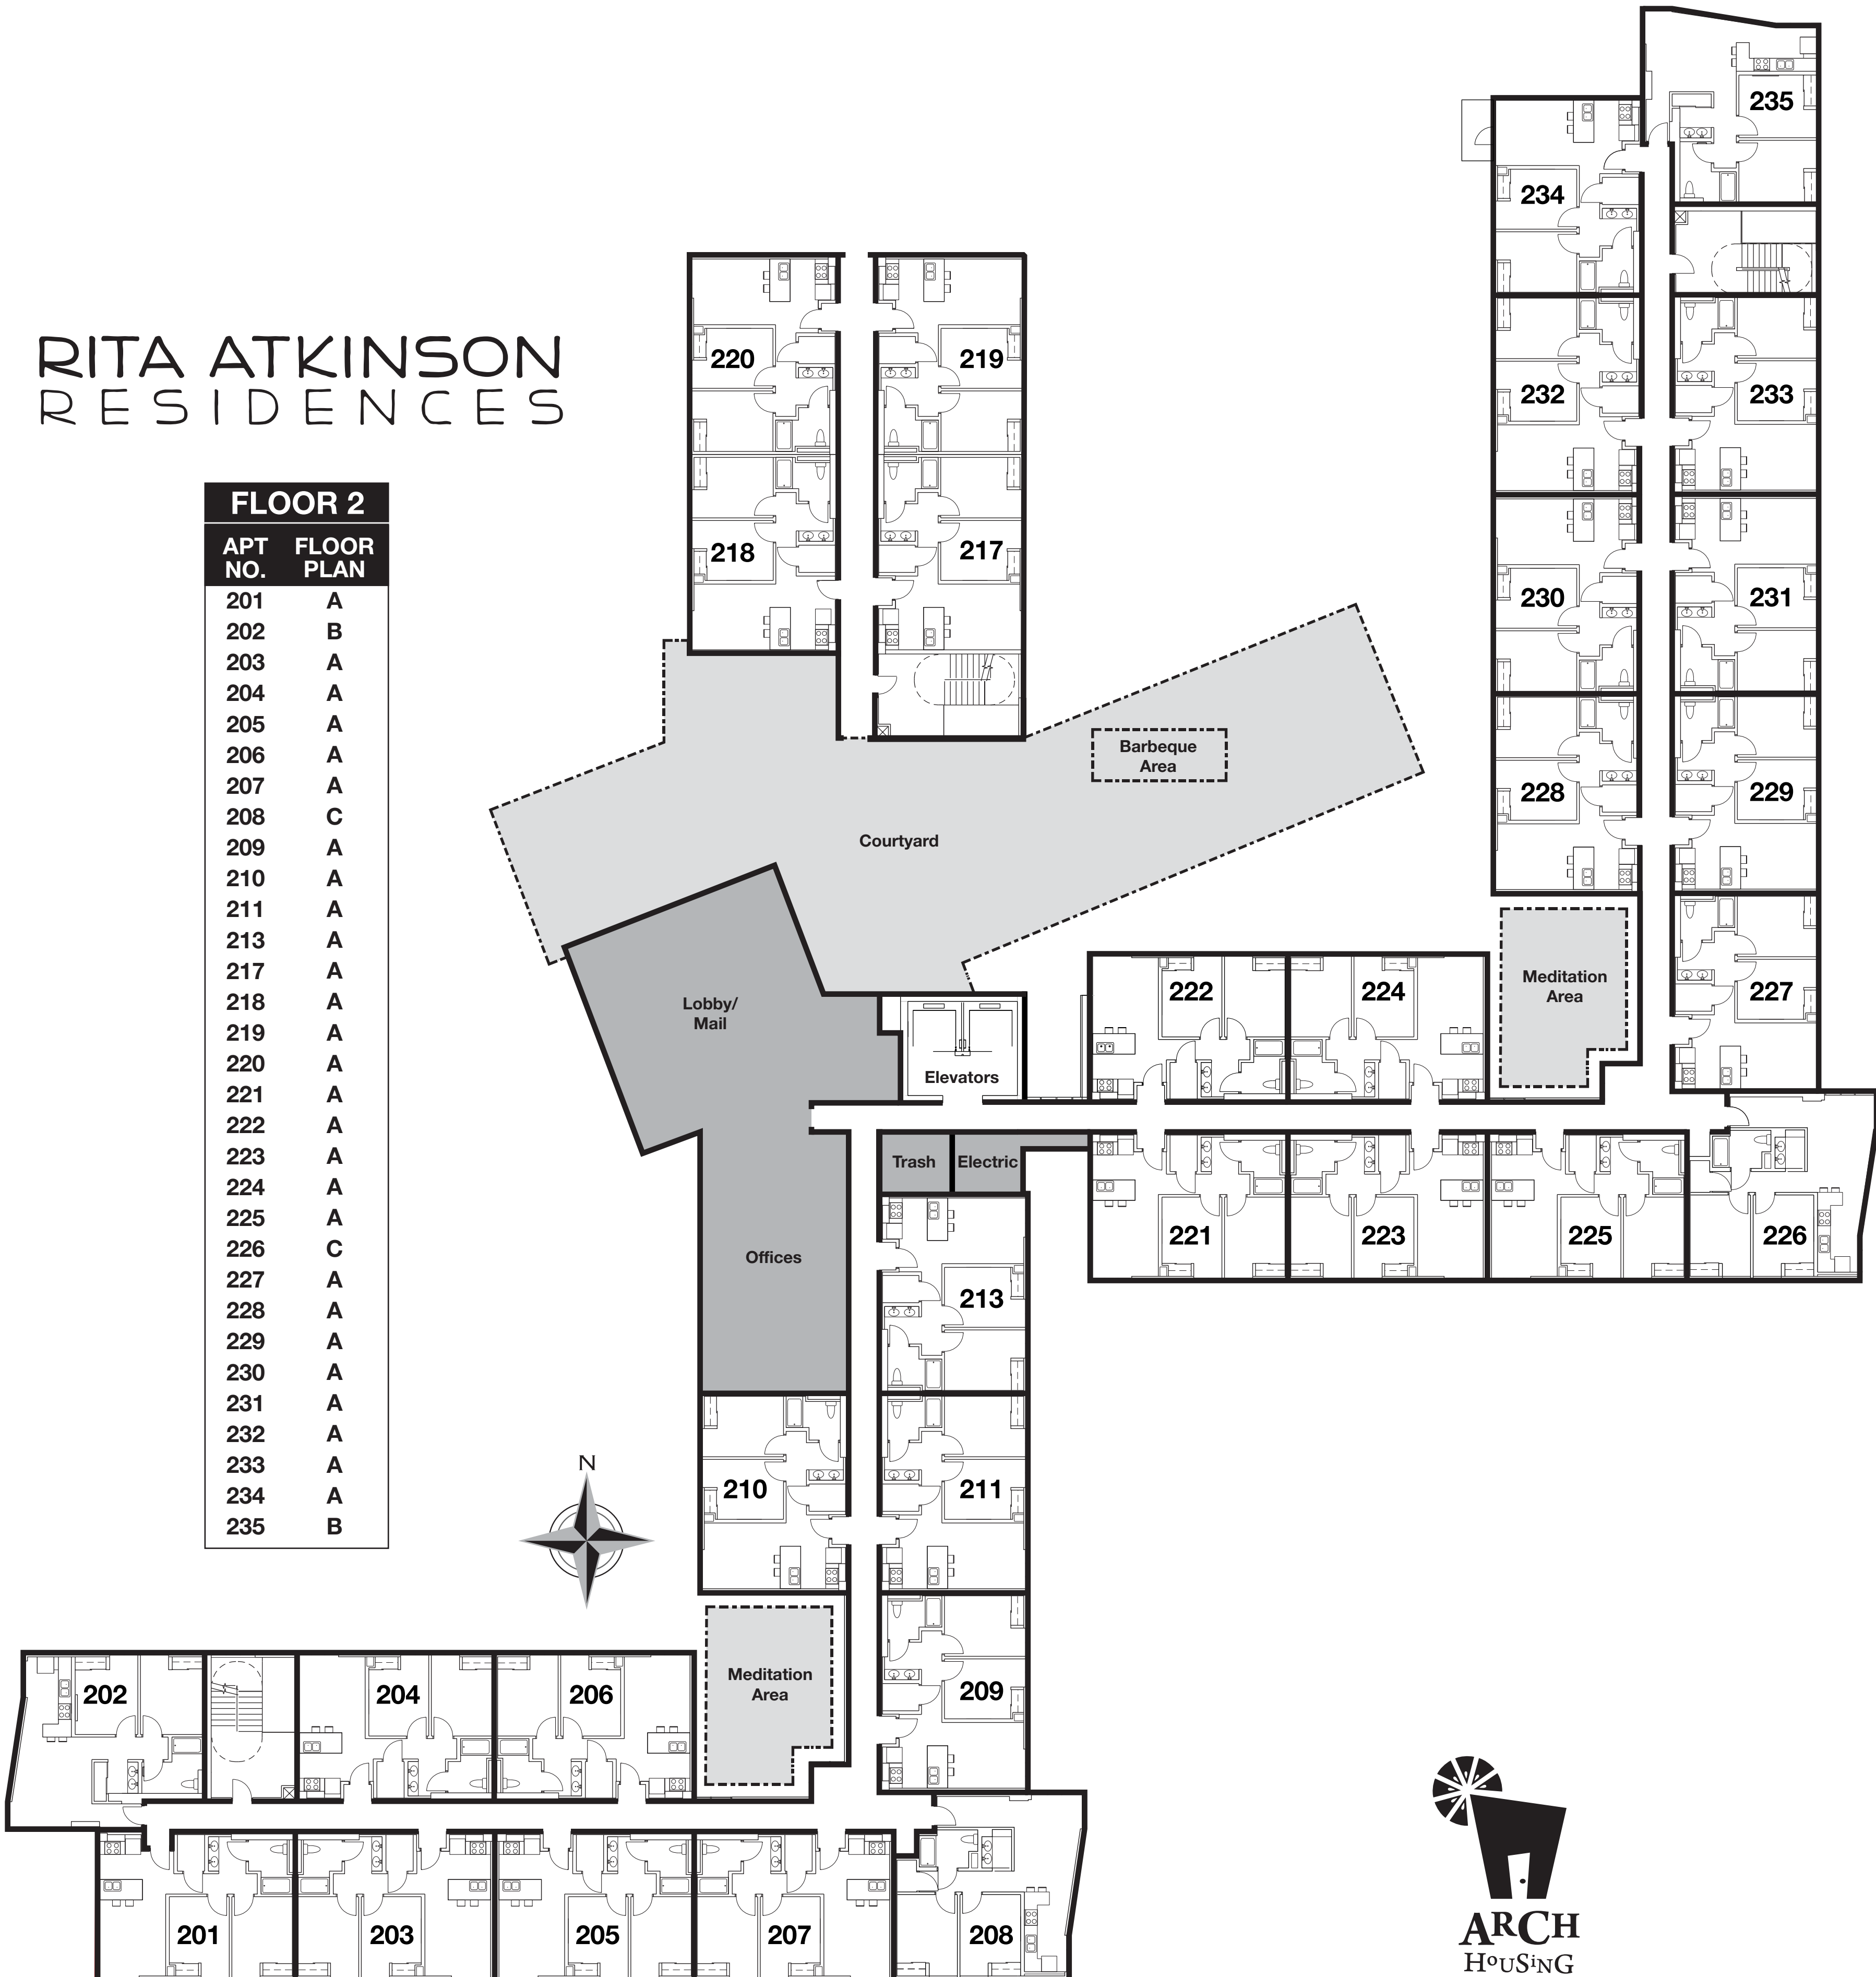 RITA ATKINSON
RESIDENCES
FLOOR 2
APT NO. FLOOR PLAN
201 A
202 B
203 A
204 A
205 A
206 A
207 A
208 C
209 A
210 A
211 A
213 A
217 A
218 A
219 A
220 A
221 A
222 A
223 A
224 A
225 A
226 C
227 A
228 A
229 A
230 A
231 A
232 A
233 A
234 A
235 B
235
234
220
219
232
233
218
217
230
231
Barbeque
Area
228
229
Courtyard
Meditation
Area
222
224
227
Lobby/
Mail
Elevators
Trash
Electric
221
223
225
226
Offices
213
210
211
N
Meditation
Area
209
202
204
206
201
203
205
207
208
ARCH
HoUSiNG